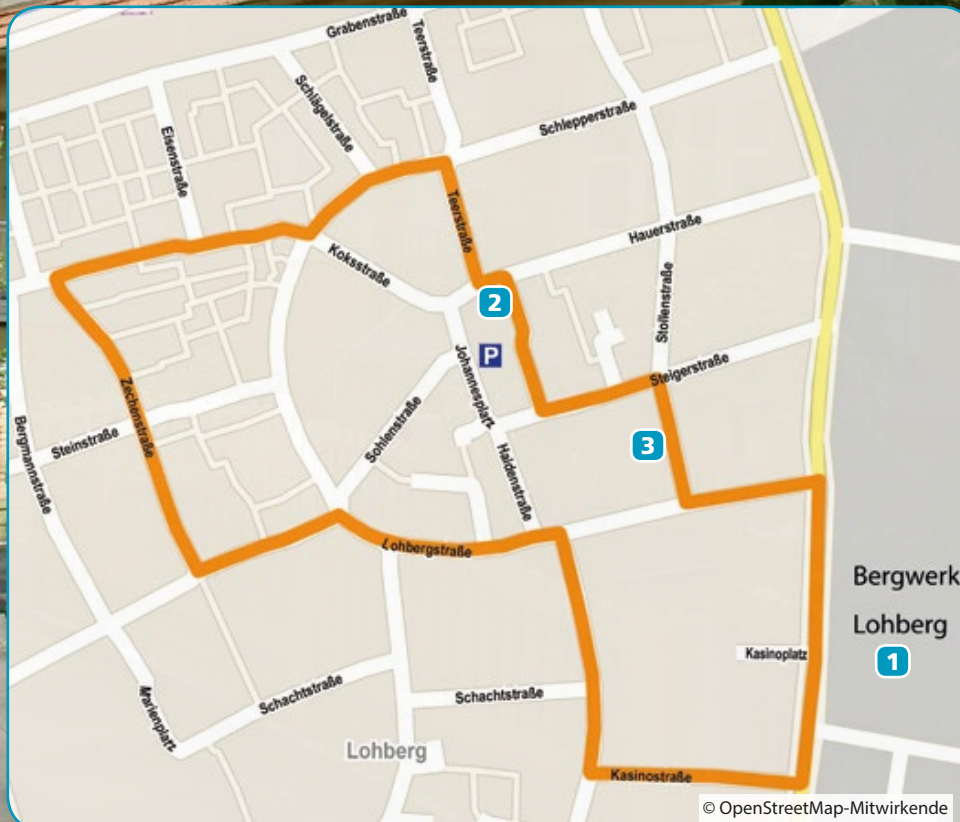 Grabenstraße
Teerstraße
Schlägelstraße
Schlepperstraße
Eisenstraße
Teerstraße
Hauerstraße
Koksstraße
2
Stollenstraße
P
Johannesplatz
Steigerstraße
Zechenstraße
Sohlenstraße
Steinstraße
3
Bergmannstraße
Haldenstraße
Lohbergstraße
Bergwerk
Lohberg
1
Kasinoplatz
Schachtstraße
Schachtstraße
Marienplatz
Lohberg
Kasinostraße
© OpenStreetMap-Mitwirkende